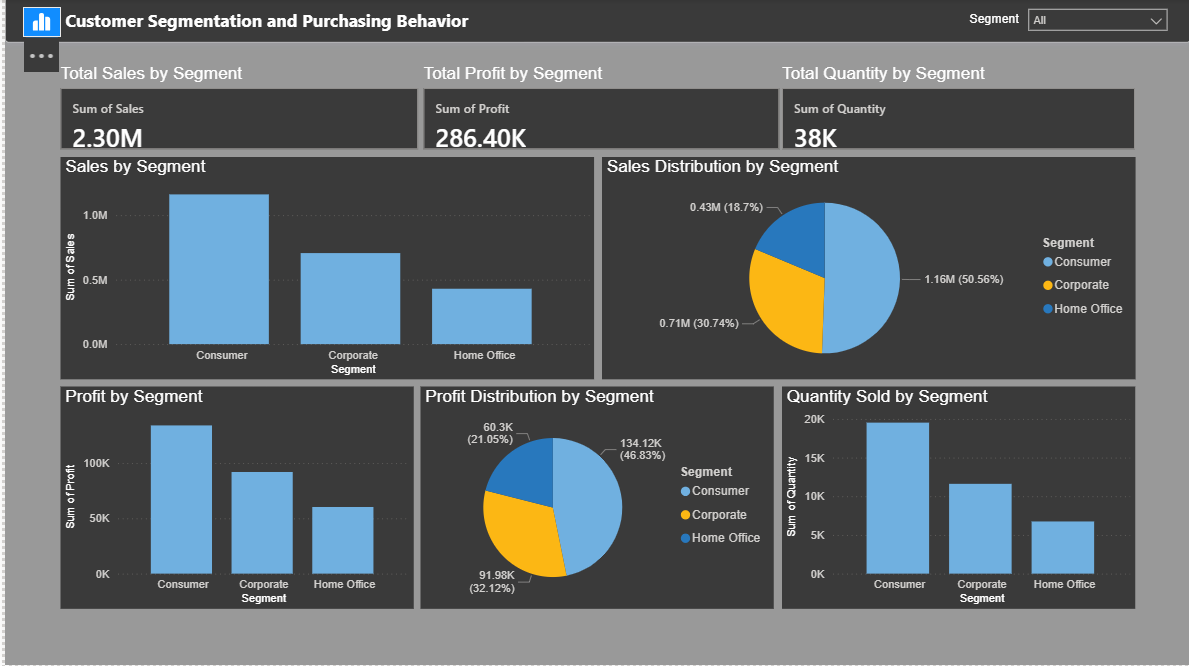 Customer Segmentation and Purchasing Behavior
Segment
All
Total Sales by Segment
Total Profit by Segment
Total Quantity by Segment
Sum of Sales
2.30M
Sum of Profit
286.40K
Sum of Quantity
38K
Sales by Segment
Sum of Sales
1.0M
0.5M
0.0M
Consumer
Corporate
Home Office
Segment
Sales Distribution by Segment
0.43M (18.7%)
1.16M (50.56%)
0.71M (30.74%)
Segment
Consumer
Corporate
Home Office
Profit by Segment
Sum of Profit
100K
50K
0K
Consumer
Corporate
Home Office
Segment
Profit Distribution by Segment
60.3K
(21.05%)
134.12K
(46.83%)
91.98K
(32.12%)
Segment
Consumer
Corporate
Home Office
Quantity Sold by Segment
Sum of Quantity
20K
15K
10K
5K
0K
Consumer
Corporate
Home Office
Segment